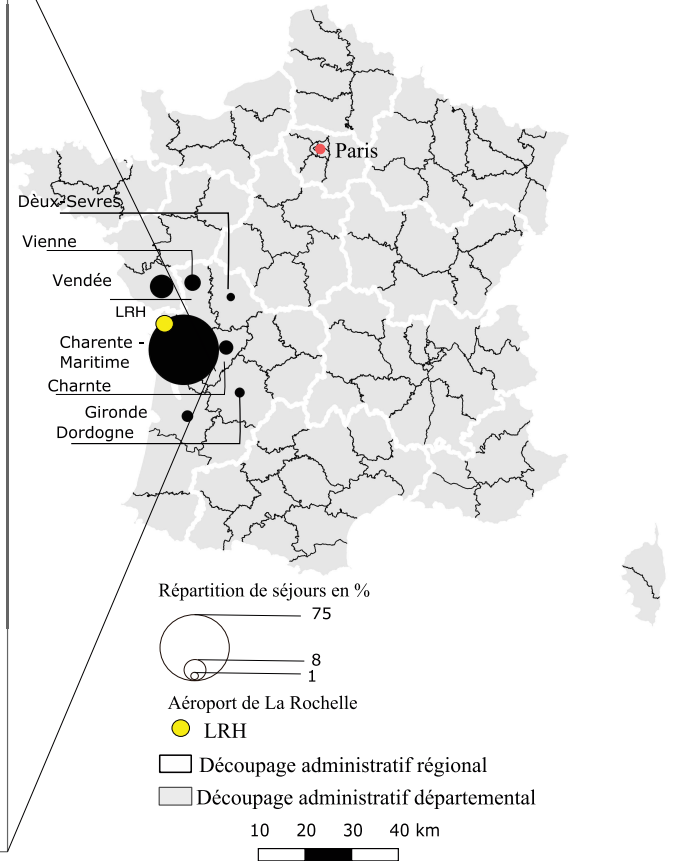 Paris
Dèux-Sevres
Vienne
Vendée
LRH
Charente -
Maritime
Charnte
Gironde
Dordogne
Répartition de séjours en %
75
8
1
Aéroport de La Rochelle
LRH
Découpage administratif régional
Découpage administratif départemental
10 20 30 40 km